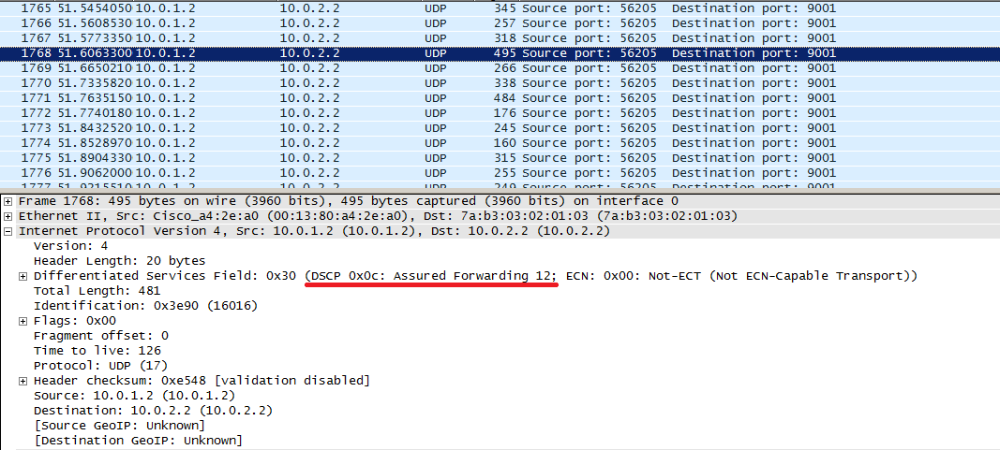 1765 51.5454050 10.0.1.2 10.0.2.2 UDP 345 Source port: 56205 Destination port: 9001
1766 51.5608530 10.0.1.2 10.0.2.2 UDP 257 Source port: 56205 Destination port: 9001
1767 51.5773350 10.0.1.2 10.0.2.2 UDP 318 Source port: 56205 Destination port: 9001
1768 51.6063300 10.0.1.2 10.0.2.2 UDP 495 Source port: 56205 Destination port: 9001
1769 51.6650210 10.0.1.2 10.0.2.2 UDP 266 Source port: 56205 Destination port: 9001
1770 51.7335820 10.0.1.2 10.0.2.2 UDP 338 Source port: 56205 Destination port: 9001
1771 51.7635150 10.0.1.2 10.0.2.2 UDP 484 Source port: 56205 Destination port: 9001
1772 51.7740180 10.0.1.2 10.0.2.2 UDP 176 Source port: 56205 Destination port: 9001
1773 51.8432520 10.0.1.2 10.0.2.2 UDP 245 Source port: 56205 Destination port: 9001
1774 51.8528970 10.0.1.2 10.0.2.2 UDP 160 Source port: 56205 Destination port: 9001
1775 51.8904330 10.0.1.2 10.0.2.2 UDP 315 Source port: 56205 Destination port: 9001
1776 51.9062000 10.0.1.2 10.0.2.2 UDP 255 Source port: 56205 Destination port: 9001
1777 51.9215510 10.0.1.2 10.0.2.2 UDP 249 Source port: 56205 Destination port: 9001
Frame 1768: 495 bytes on wire (3960 bits), 495 bytes captured (3960 bits) on interface 0
Ethernet II, Src: Cisco_a4:2e:a0 (00:13:80:a4:2e:a0), Dst: 7a:b3:03:02:01:03 (7a:b3:03:02:01:03)
Internet Protocol Version 4, Src: 10.0.1.2 (10.0.1.2), Dst: 10.0.2.2 (10.0.2.2)
Version: 4
Header Length: 20 bytes
Differentiated Services Field: 0x30 (DSCP 0x0c: Assured Forwarding 12; ECN: 0x00: Not-ECT (Not ECN-Capable Transport))
Total Length: 481
Identification: 0x3e90 (16016)
Flags: 0x00
Fragment offset: 0
Time to live: 126
Protocol: UDP (17)
Header checksum: 0xe548 [validation disabled]
Source: 10.0.1.2 (10.0.1.2)
Destination: 10.0.2.2 (10.0.2.2)
[Source GeoIP: Unknown]
[Destination GeoIP: Unknown]